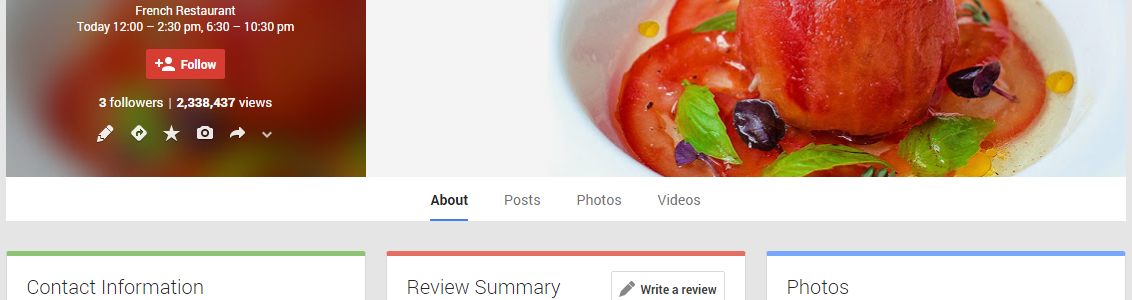 French Restaurant
Today 12:00 – 2:30 pm, 6:30 – 10:30 pm
Follow
3 followers | 2,338,437 views
About Posts Photos Videos
Contact Information
Review Summary
Write a review
Photos